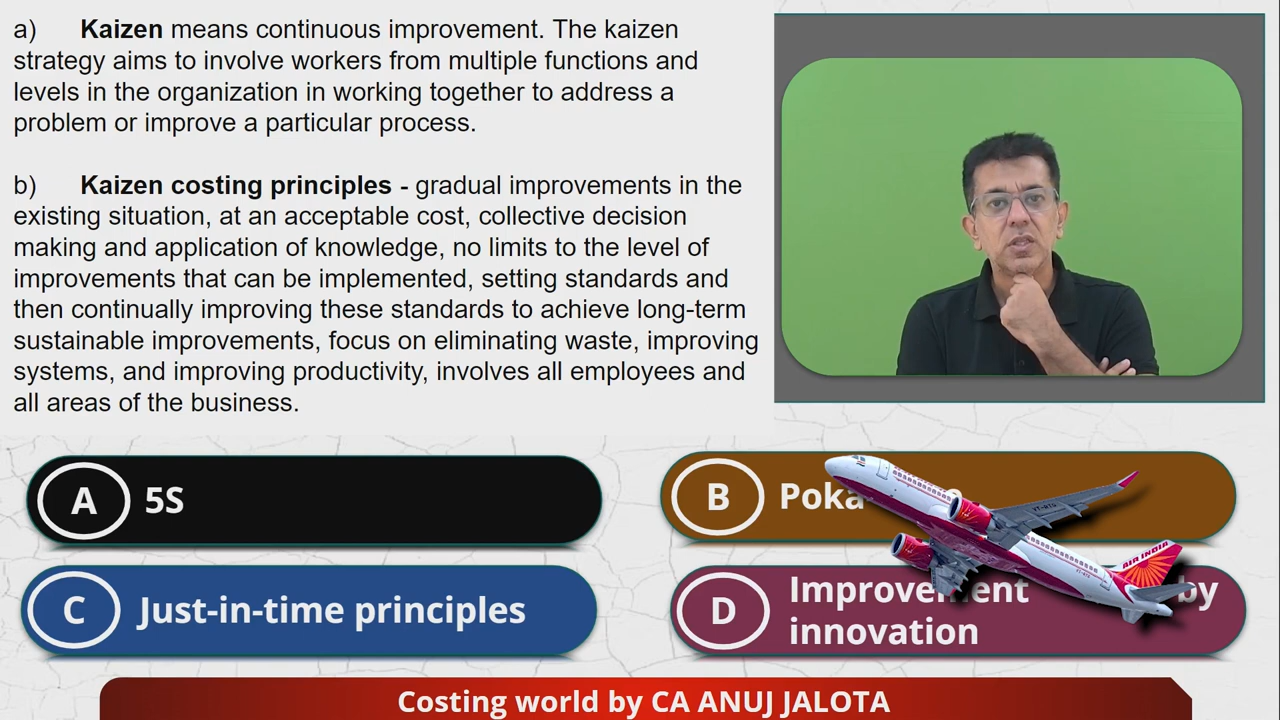 a) Kaizen means continuous improvement. The kaizen
strategy aims to involve workers from multiple functions and
levels in the organization in working together to address a
problem or improve a particular process.
b) Kaizen costing principles - gradual improvements in the
existing situation, at an acceptable cost, collective decision
making and application of knowledge, no limits to the level of
improvements that can be inplemented, setting standards and
then continually improving these standards to achieve long-term
sustainable improvements, focus on eliminating waste, improving
systems, and improving productivity, involves all employees and
all areas of the business.
A 5S
B Poka
C Just-in-time principles
D Improvement by
innovation
AIR INDIA
Costing world by CA ANUJ JALOTA